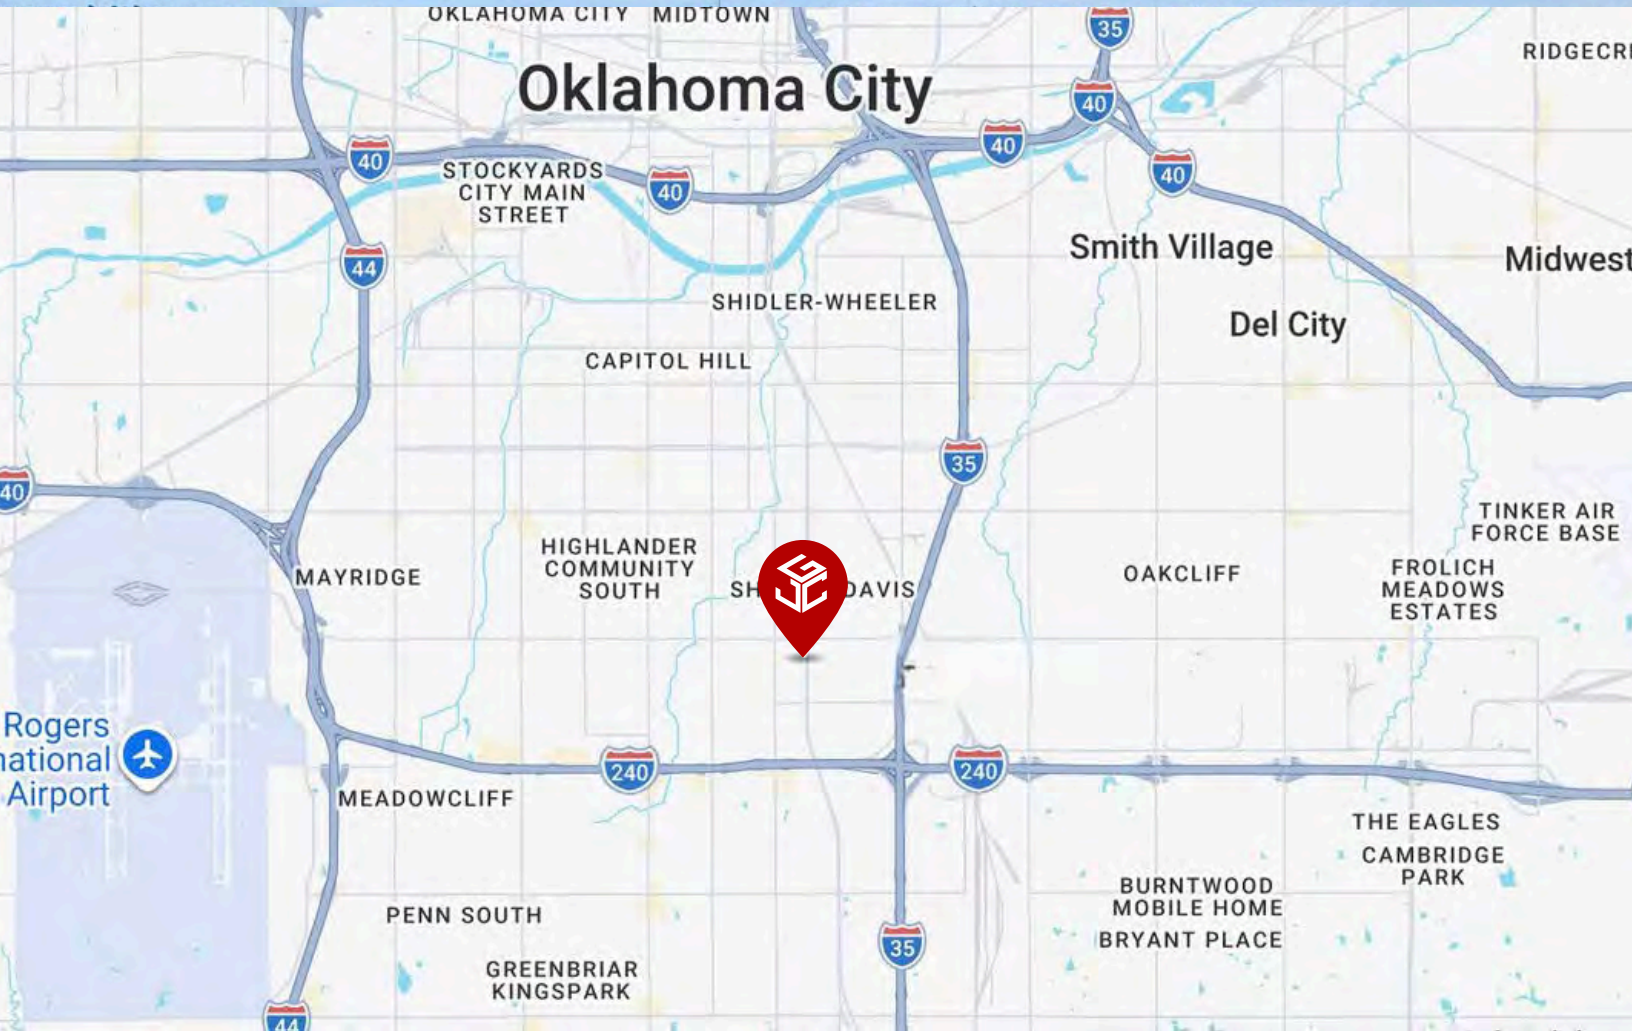 OKLAHOMA CITY
MIDTOWN
35
RIDGECRE
Oklahoma City
40
40
40
40
STOCKYARDS
CITY MAIN
STREET
40
44
Smith Village
Midwest
SHIDLER-WHEELER
Del City
CAPITOL HILL
35
40
TINKER AIR
FORCE BASE
HIGHLANDER
COMMUNITY
SOUTH
MAYRIDGE
SH
DAVIS
JCG
OAKCLIFF
FROLICH
MEADOWS
ESTATES
Rogers
national
Airport
240
240
MEADOWCLIFF
THE EAGLES
CAMBRIDGE
PARK
BURNTWOOD
MOBILE HOME
BRYANT PLACE
PENN SOUTH
35
GREENBRIAR
KINGSPARK
44